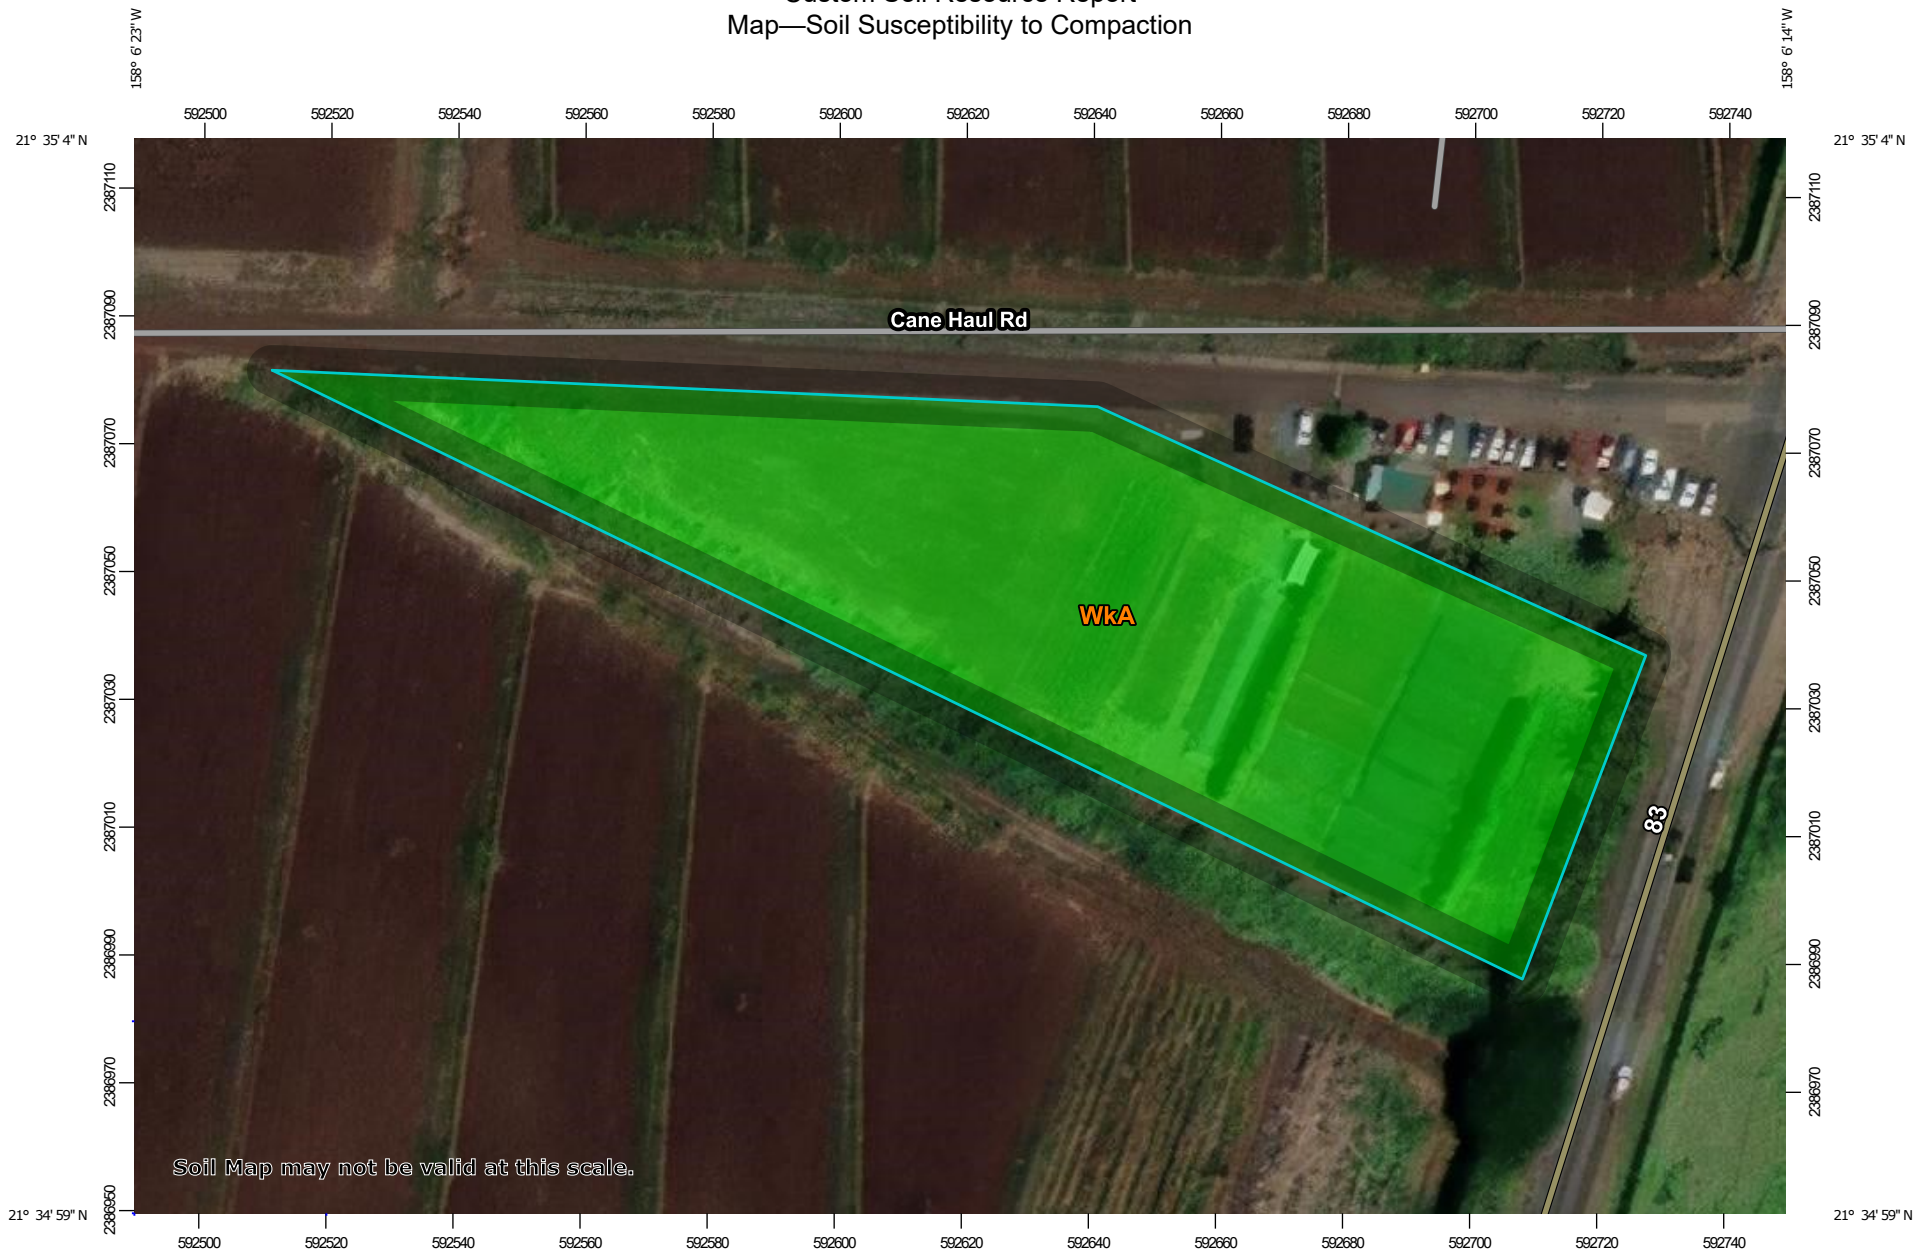 Custom Soil Resource Report
Map—Soil Susceptibility to Compaction
158° 6' 23'' W
158° 6' 14'' W
592500 592520 592540 592560 592580 592600 592620 592640 592660 592680 592700 592720 592740
21° 35' 4'' N
21° 35' 4'' N
2387110
2387110
2387090
2387090
Cane Haul Rd
2387070
2387070
2387050
2387050
WkA
2387030
2387030
83
2387010
2387010
2386990
2386990
2386970
2386970
Soil Map may not be valid at this scale.
2386950
21° 34' 59'' N
21° 34' 59'' N
592500 592520 592540 592560 592580 592600 592620 592640 592660 592680 592700 592720 592740